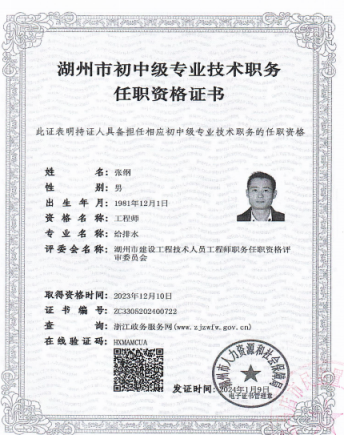 湖州市初中级专业技术职务
任职资格证书
此证表明持证人具备担任相应初中级专业技术职务的任职资格
姓 名：张纲
性 别：男
出 生 年 月：1981年12月1日
资 格 名 称：工程师
专 业 名 称：给排水
评委会名称：湖州市建设工程技术人员工程师职务任职资格评
审委员会
取得资格时间：2023年12月10日
证 书 编 号：ZC3305202400722
查 询：浙江政务服务网(www.zjzwfw.gov.cn)
在 线 验 证 码：HXMAMCUA
湖州市人力资源和社会保障局
发证时间：2024年1月9日
电子证书管理章